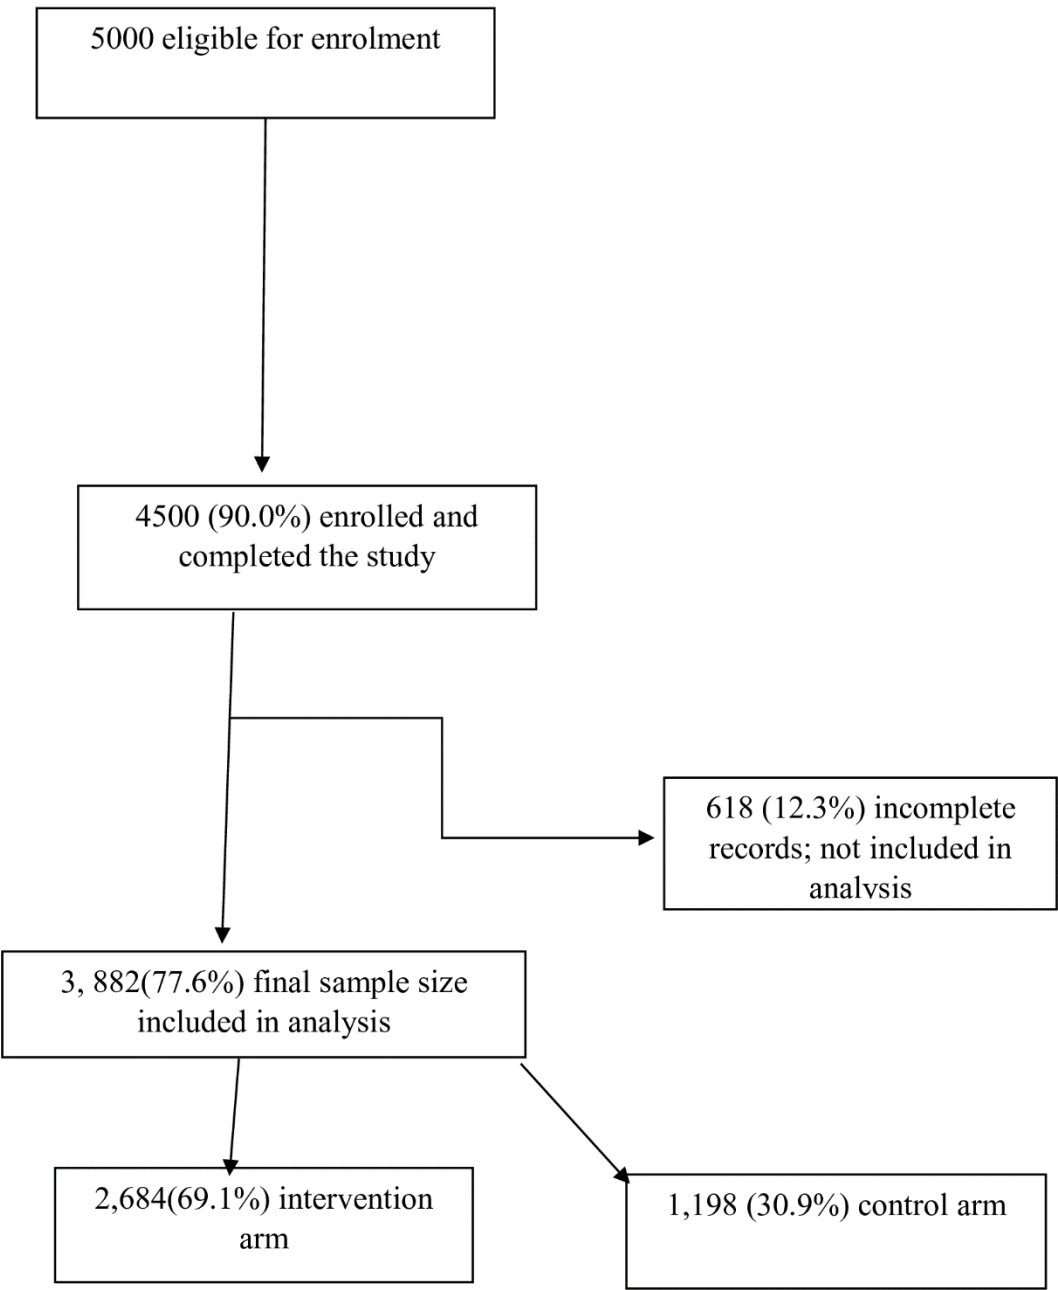 5000 eligible for enrolment
4500 (90.0%) enrolled and
completed the study
618 (12.3%) incomplete
records; not included in
analysis
3, 882(77.6%) final sample size
included in analysis
2,684(69.1%) intervention
arm
1,198 (30.9%) control arm